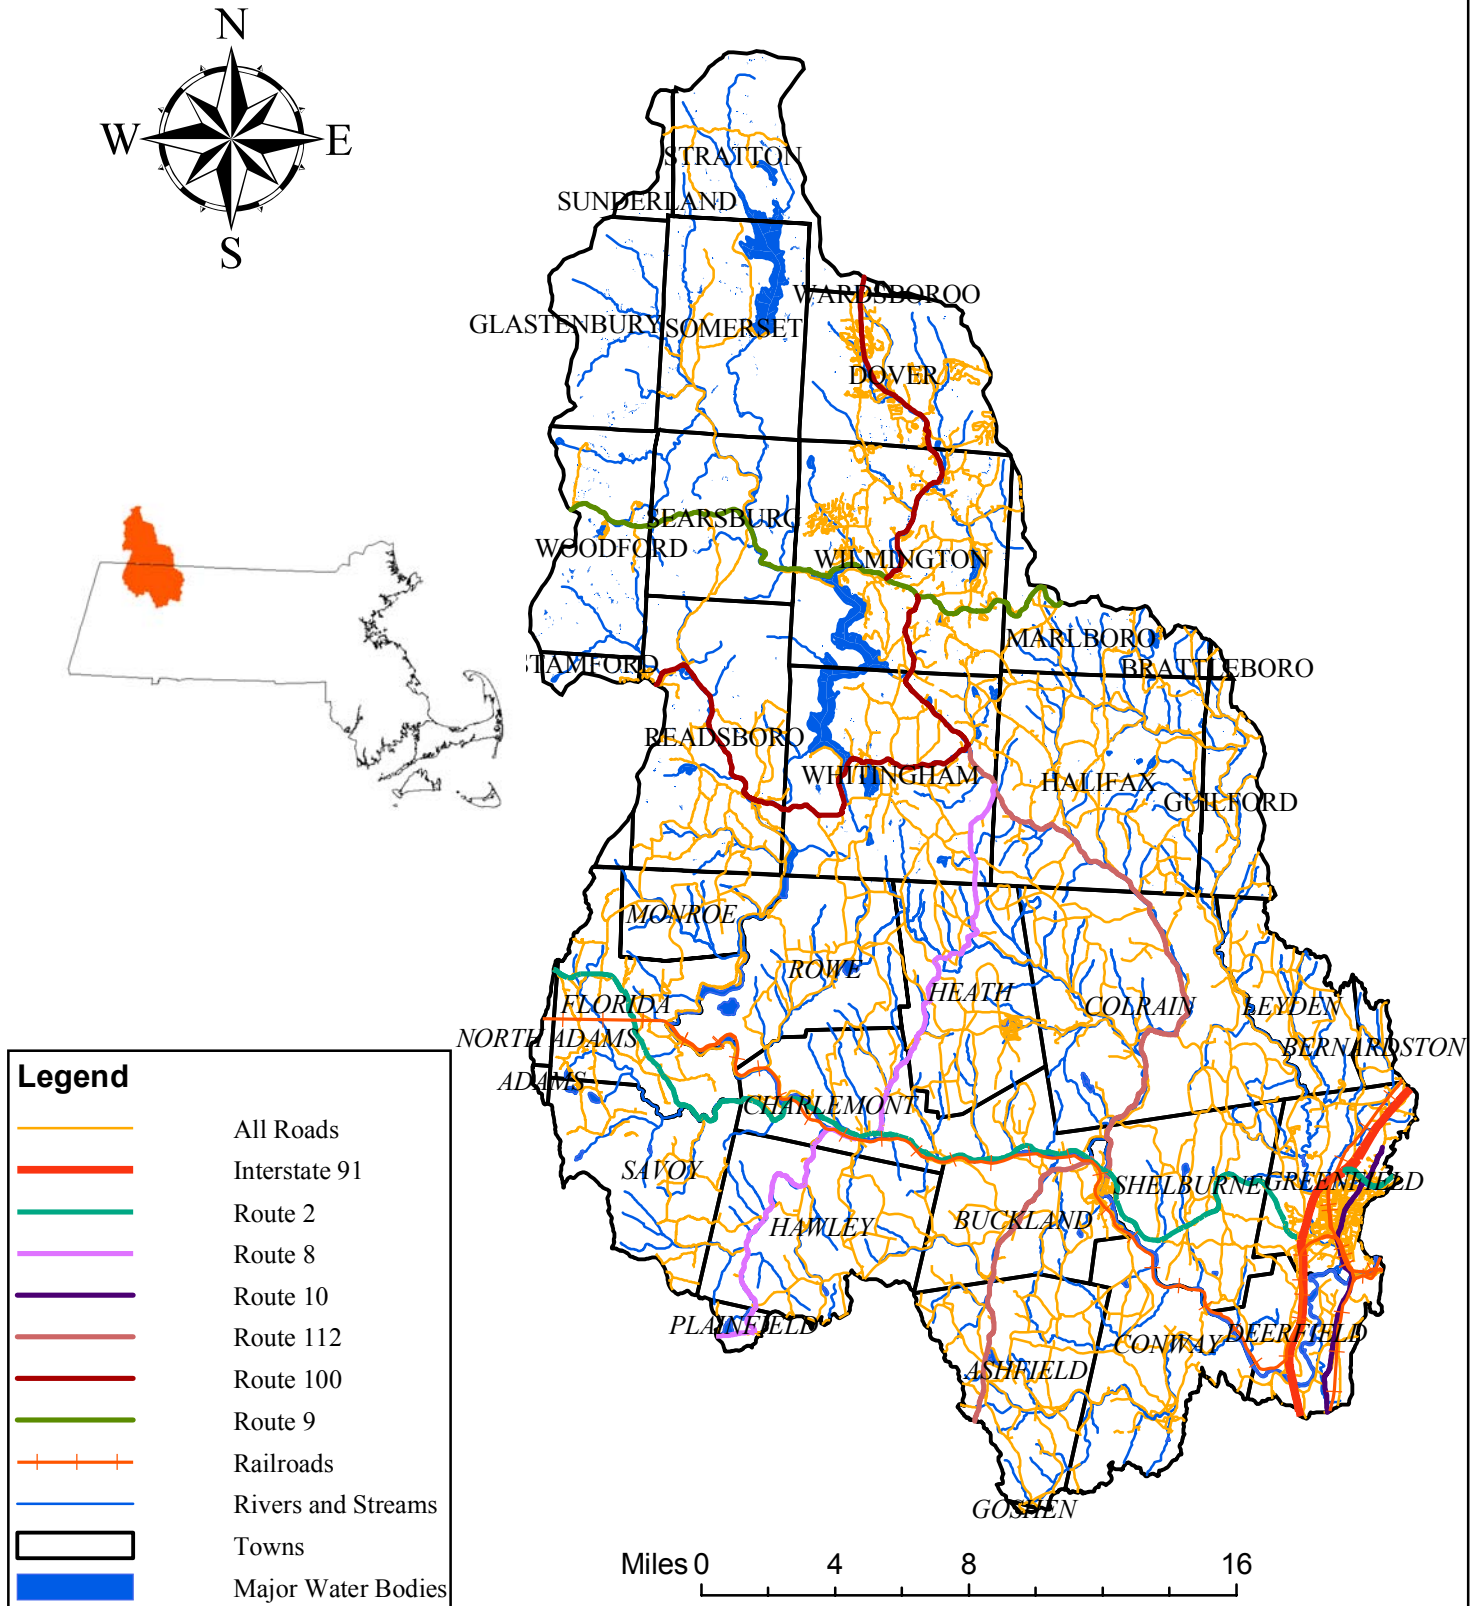 N
W E
S
STRATTON
SUNDERLAND
WARDSBOROO
GLASTENBURY SOMERSET
DOVER
SEARSBURG
WOODFORD
WILMINGTON
MARLBORO
TAMFORD
BRATTLEBORO
READSBORO
WHITINGHAM
HALIFAX
GUILFORD
MONROE
ROWE
HEATH
FLORIDA
COLRAIN
LEYDEN
NORTH ADAMS
BERNARDSTON
ADAMS
CHARLEMONT
SAVOY
SHELBURNE
GREENFIELD
HAWLEY
BUCKLAND
PLAINFIELD
DEERFIELD
CONWAY
ASHFIELD
GOSHEN
Legend
All Roads
Interstate 91
Route 2
Route 8
Route 10
Route 112
Route 100
Route 9
Railroads
Rivers and Streams
Towns
Major Water Bodies
Miles 0 4 8 16